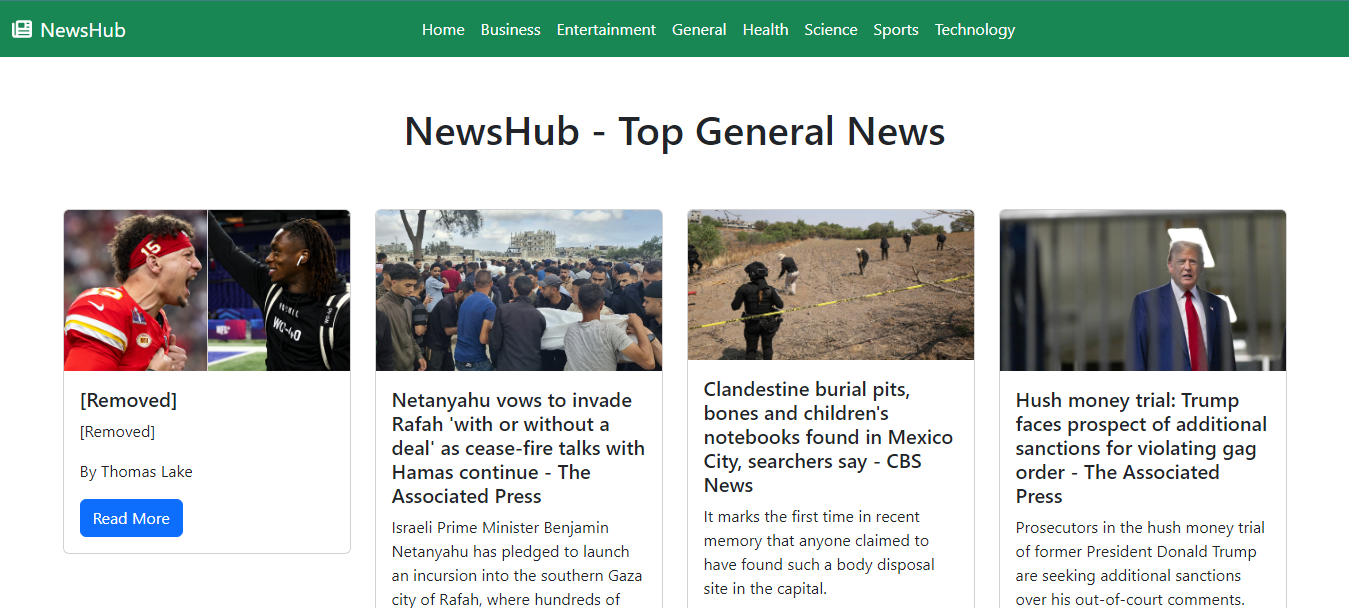 NewsHub
Home Business Entertainment General Health Science Sports Technology
NewsHub - Top General News
15
15
WO-40
[Removed]
[Removed]
By Thomas Lake
Read More
Netanyahu vows to invade
Rafah 'with or without a
deal' as cease-fire talks with
Hamas continue - The
Associated Press
Israeli Prime Minister Benjamin
Netanyahu has pledged to launch
an incursion into the southern Gaza
city of Rafah, where hundreds of
Clandestine burial pits,
bones and children's
notebooks found in Mexico
City, searchers say - CBS
News
It marks the first time in recent
memory that anyone claimed to
have found such a body disposal
site in the capital.
Hush money trial: Trump
faces prospect of additional
sanctions for violating gag
order - The Associated
Press
Prosecutors in the hush money trial
of former President Donald Trump
are seeking additional sanctions
over his out-of-court comments.